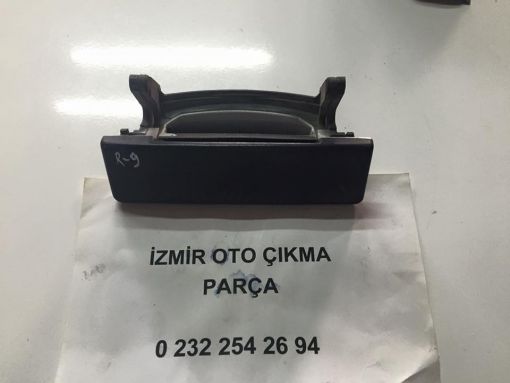 R-9
İZMİR OTO ÇIKMA
PARÇA
0 232 254 26 94